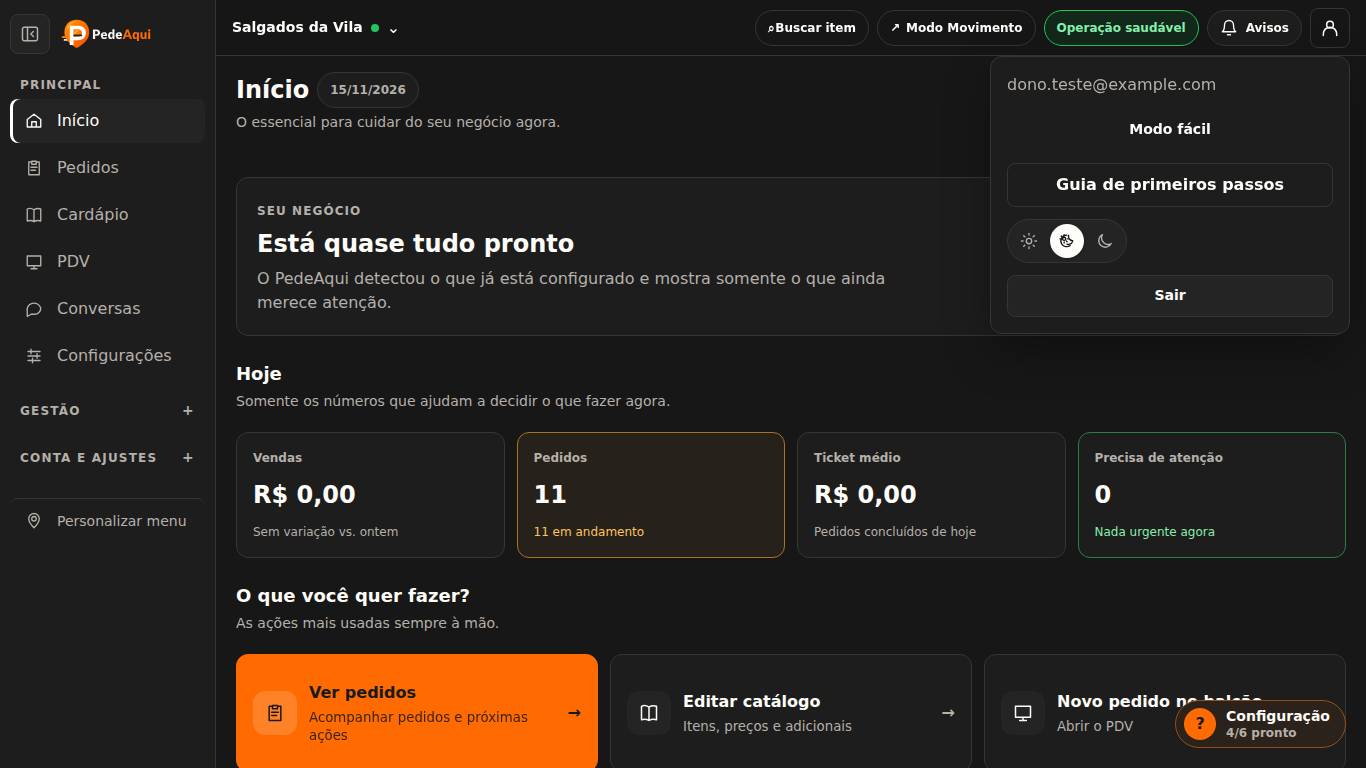 PedeAqui
PRINCIPAL
Início
Pedidos
Cardápio
PDV
Conversas
Configurações
GESTÃO +
CONTA E AJUSTES +
Personalizar menu
Salgados da Vila
Buscar item
↗ Modo Movimento
Operação saudável
Avisos
dono.teste@example.com
Modo fácil
Guia de primeiros passos
Sair
Início 15/11/2026
O essencial para cuidar do seu negócio agora.
SEU NEGÓCIO
Está quase tudo pronto
O PedeAqui detectou o que já está configurado e mostra somente o que ainda
merece atenção.
Hoje
Somente os números que ajudam a decidir o que fazer agora.
Vendas
R$ 0,00
Sem variação vs. ontem
Pedidos
11
11 em andamento
Ticket médio
R$ 0,00
Pedidos concluídos de hoje
Precisa de atenção
0
Nada urgente agora
O que você quer fazer?
As ações mais usadas sempre à mão.
Ver pedidos
Acompanhar pedidos e próximas
ações
→
Editar catálogo
Itens, preços e adicionais
→
Novo pedido no balcão
Abrir o PDV
?
Configuração
4/6 pronto